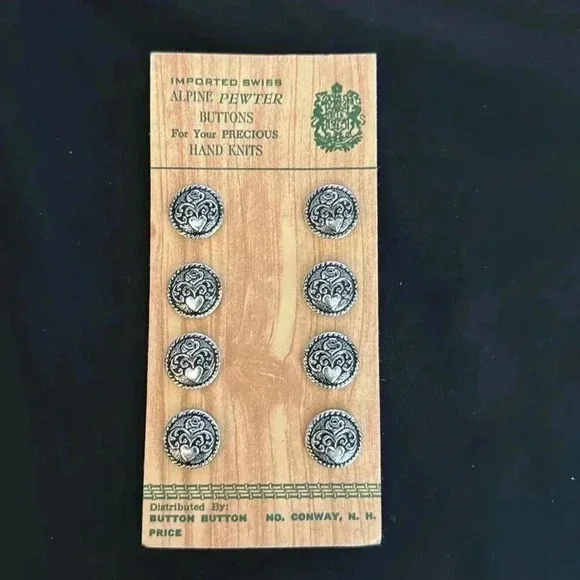 IMPORTED SWISS
ALPINE PEWTER
BUTTONS
For Your PRECIOUS
HAND KNITS
Distributed By:
BUTTON BUTTON NO. CONWAY, N. H.
PRICE